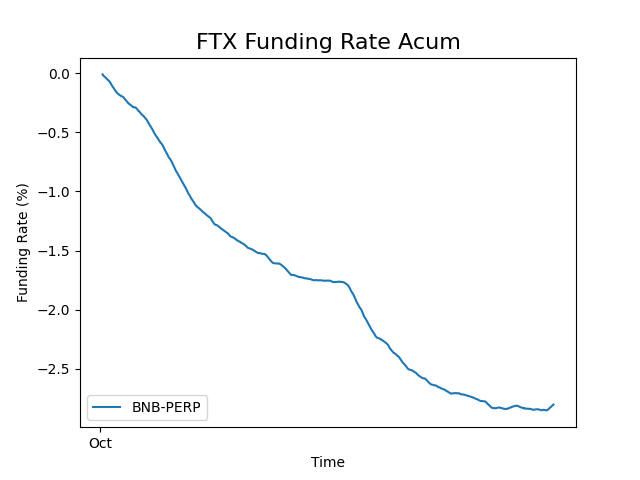 FTX Funding Rate Acum
0.0
−0.5
−1.0
−1.5
−2.0
−2.5
Funding Rate (%)
BNB-PERP
Oct
Time